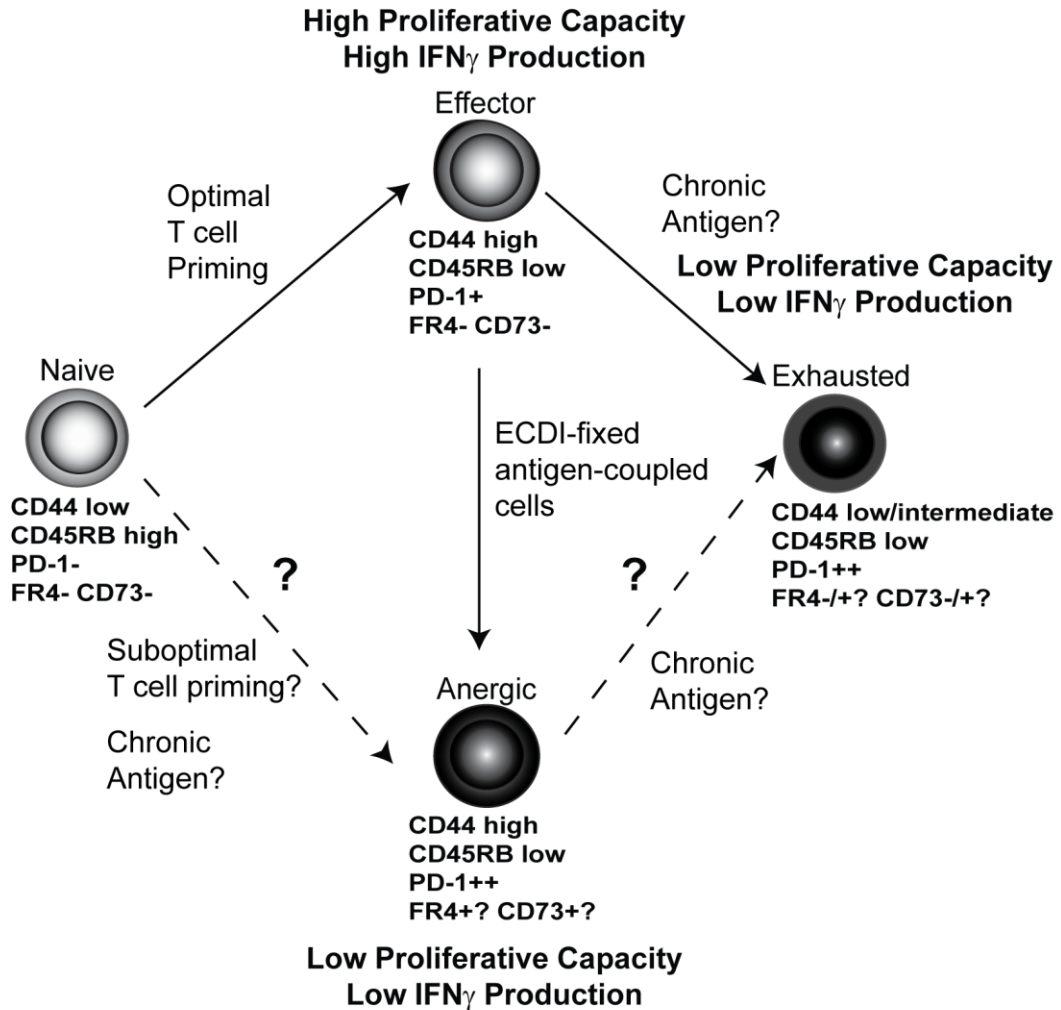 High Proliferative Capacity
High IFNγ Production
Effector
Optimal
T cell
Priming
CD44 high
CD45RB low
PD-1+
FR4- CD73-
Chronic
Antigen?
Low Proliferative Capacity
Low IFNγ Production
Naive
CD44 low
CD45RB high
PD-1-
FR4- CD73-
ECDI-fixed
antigen-coupled
cells
Exhausted
CD44 low/intermediate
CD45RB low
PD-1++
FR4-/+? CD73-/+?
?
Suboptimal
T cell priming?
Chronic
Antigen?
?
Chronic
Antigen?
Anergic
CD44 high
CD45RB low
PD-1++
FR4+? CD73+?
Low Proliferative Capacity
Low IFNγ Production